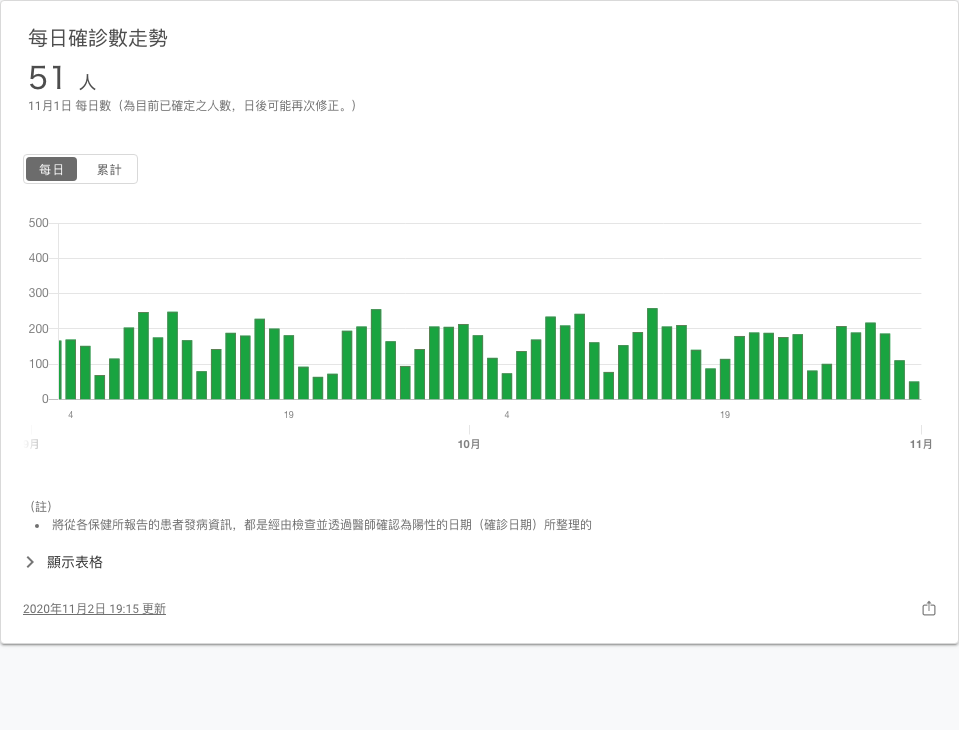 每日確診數走勢
51 人
11月1日 每日數（為目前已確定之人數，日後可能再次修正。）
每日 累計
500
400
300
200
100
0
4 19 4 19
月 10月 11月
（註）
• 將從各保健所報告的患者發病資訊，都是經由檢查並透過醫師確認為陽性的日期（確診日期）所整理的
顯示表格
2020年11月2日 19:15 更新